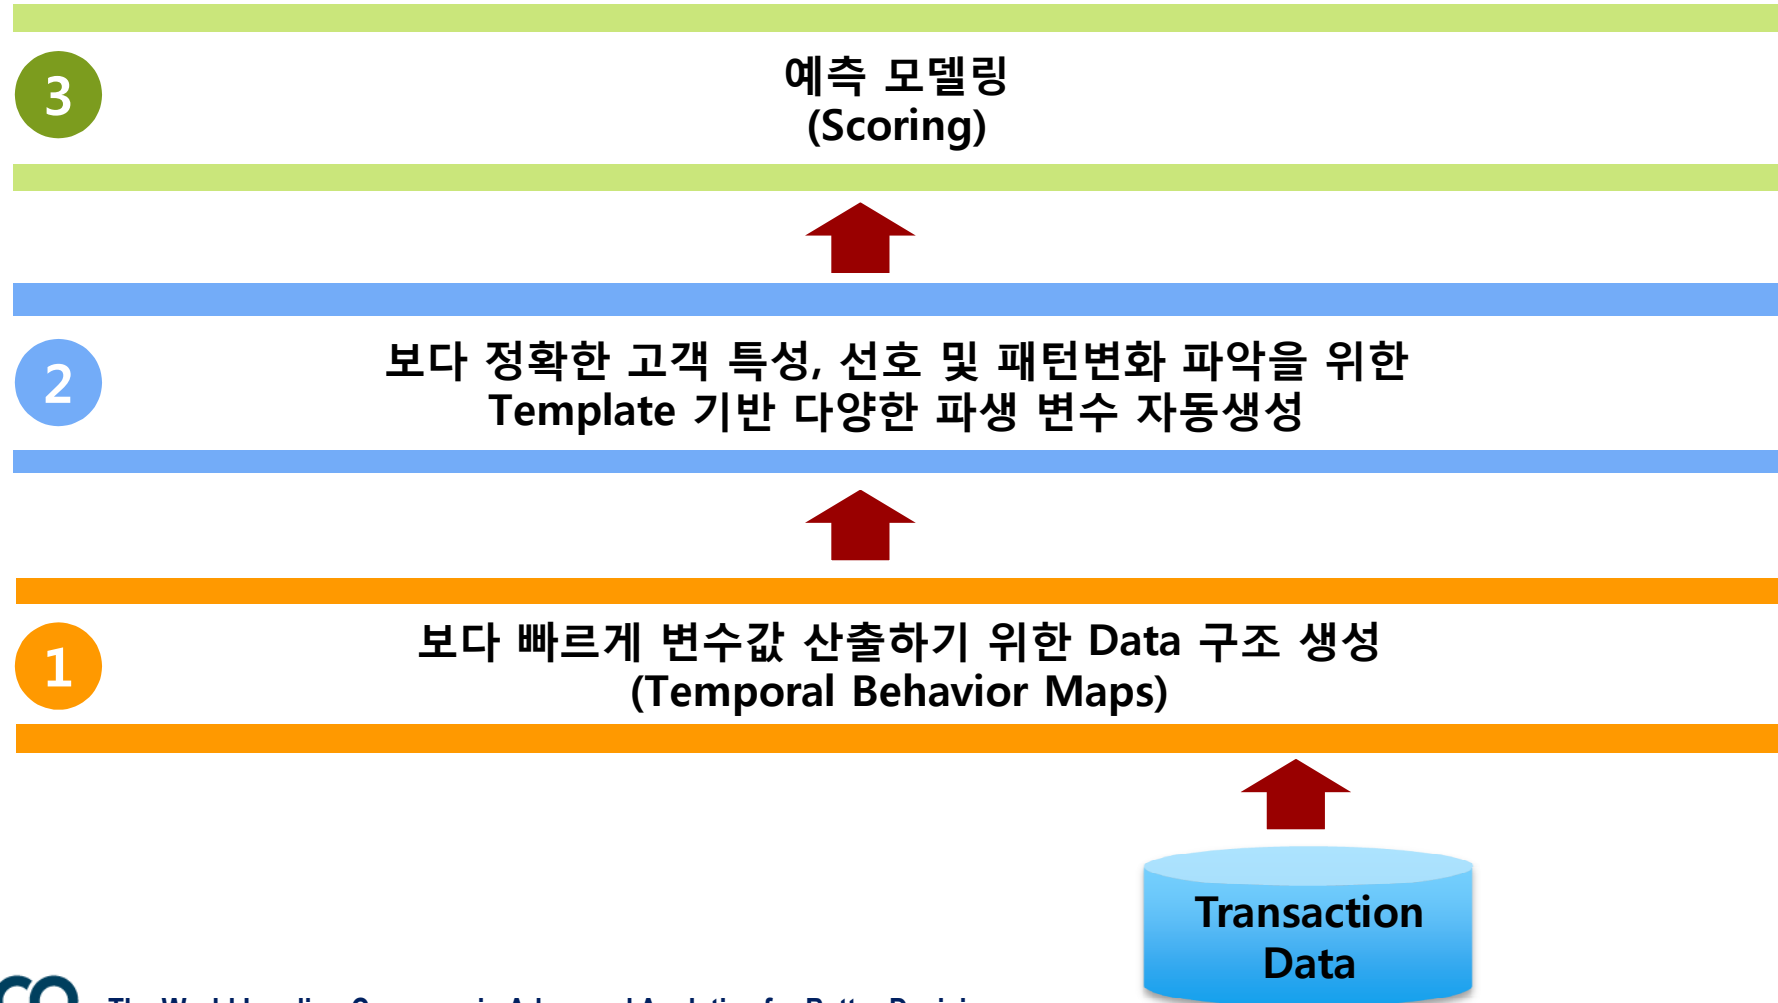 3
예측 모델링
(Scoring)
2
보다 정확한 고객 특성, 선호 및 패턴변화 파악을 위한
Template 기반 다양한 파생 변수 자동생성
1
보다 빠르게 변수값 산출하기 위한 Data 구조 생성
(Temporal Behavior Maps)
Transaction
Data